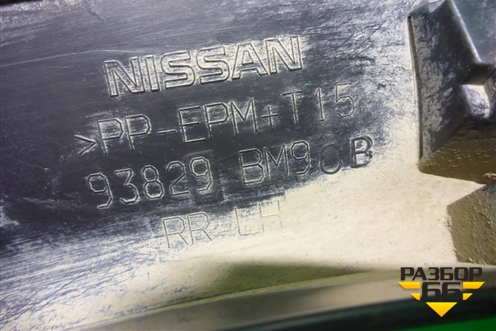 NISSAN
>PP-EPM+T15
93829 BM90B
RR LH
РАЗБОР
66